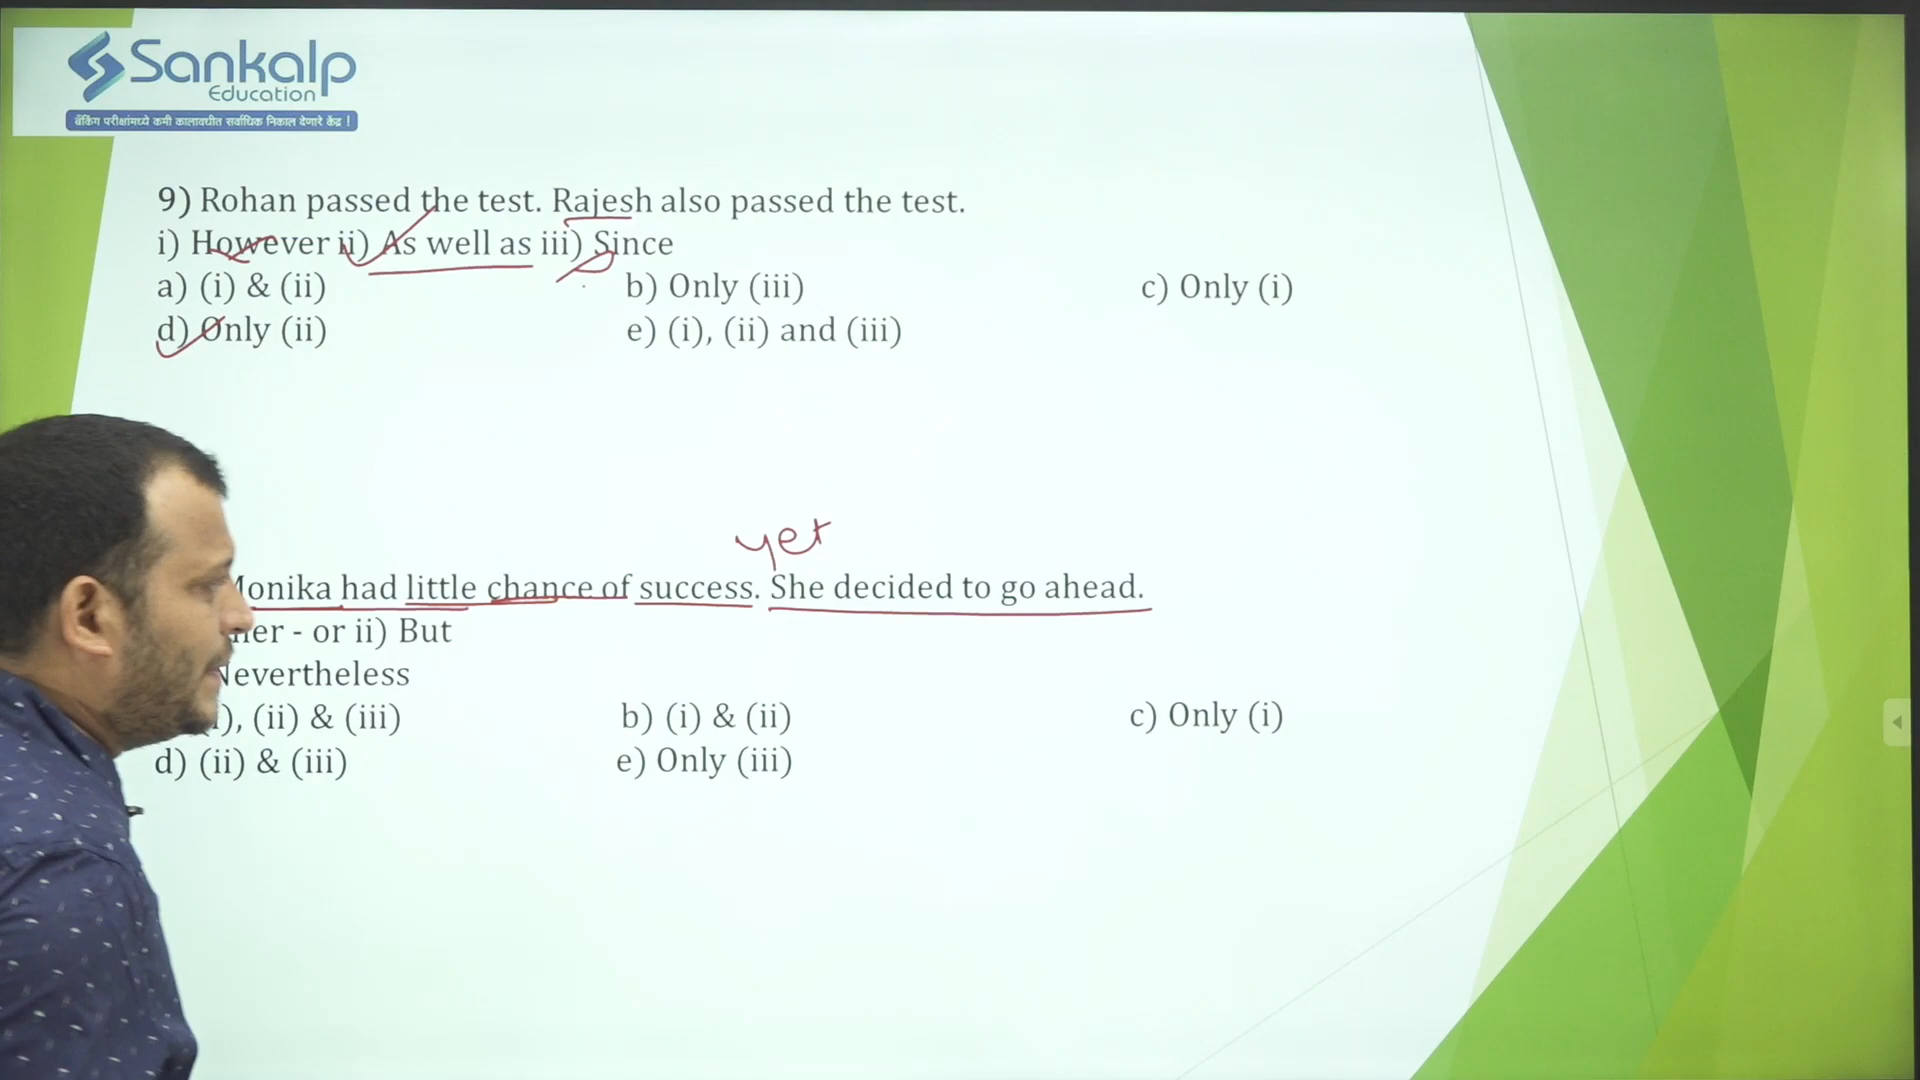 Sankalp
Education
बँकिंग परीक्षांमध्ये कमी कालावधीत सर्वाधिक निकाल देणारे केंद्र !
9) Rohan passed the test. Rajesh also passed the test.
i) However ii) As well as iii) Since
a) (i) & (ii) b) Only (iii) c) Only (i)
d) Only (ii) e) (i), (ii) and (iii)
yet
Monika had little chance of success. She decided to go ahead.
- or ii) But
Nevertheless
(ii) & (iii) b) (i) & (ii) c) Only (i)
d) (ii) & (iii) e) Only (iii)